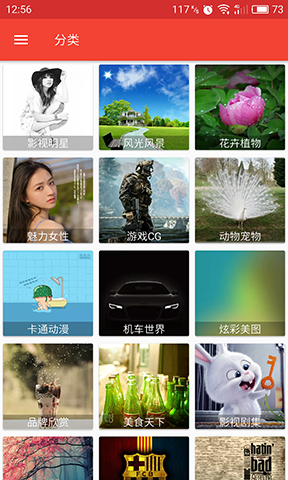 12:56
117 %
73
分类
影视明星
风光风景
花卉植物
魅力女性
游戏CG
动物宠物
卡通动漫
机车世界
炫彩美图
品牌欣赏
美食天下
影视剧集
FCB
hatin'
bad